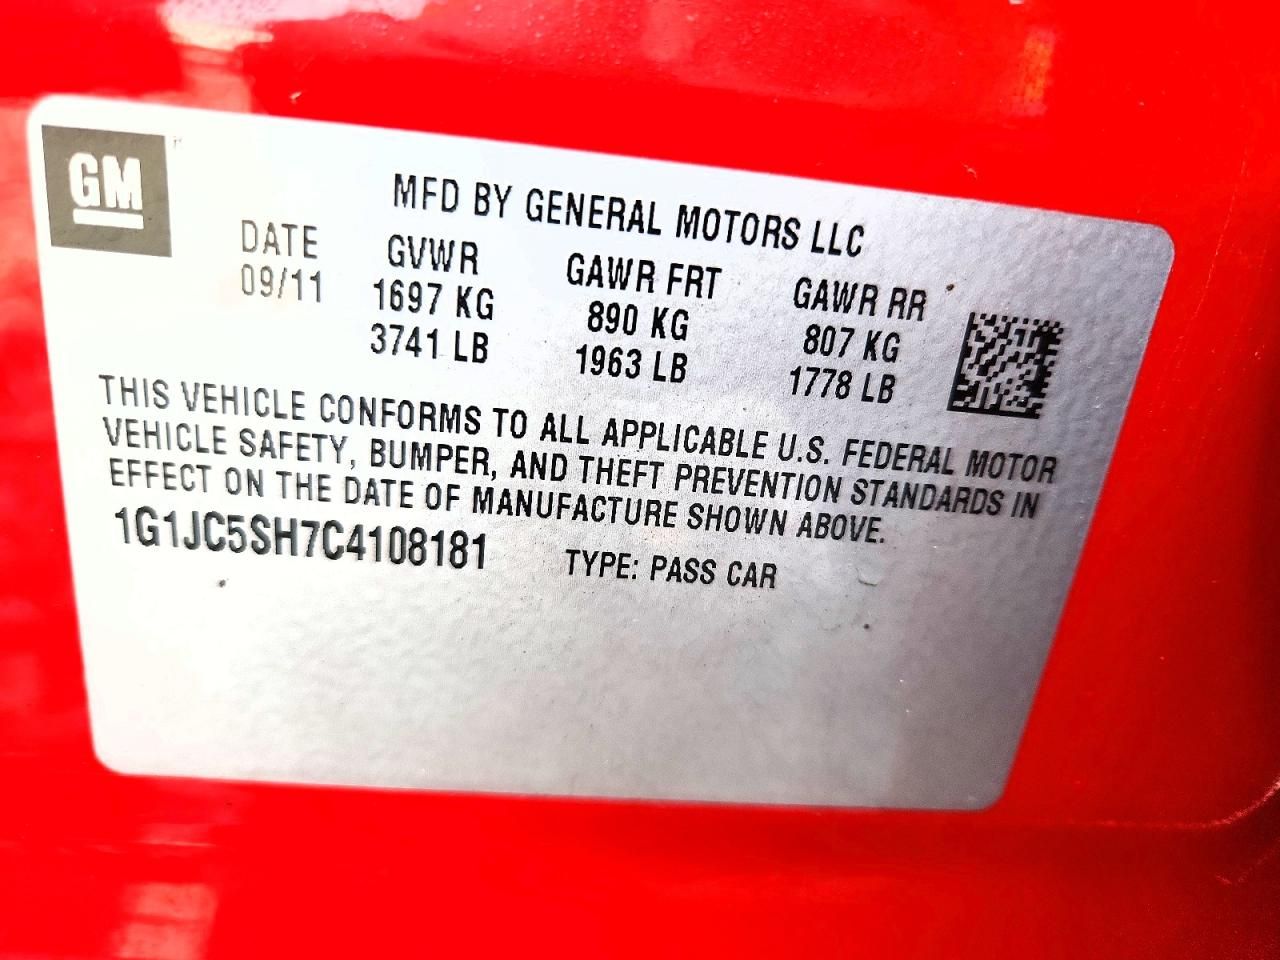 GM
MFD BY GENERAL MOTORS LLC
DATE GVWR GAWR FRT GAWR RR
09/11 1697 KG 890 KG 807 KG
3741 LB 1963 LB 1778 LB
THIS VEHICLE CONFORMS TO ALL APPLICABLE U.S. FEDERAL MOTOR
VEHICLE SAFETY, BUMPER, AND THEFT PREVENTION STANDARDS IN
EFFECT ON THE DATE OF MANUFACTURE SHOWN ABOVE.
1G1JC5SH7C4108181 TYPE: PASS CAR